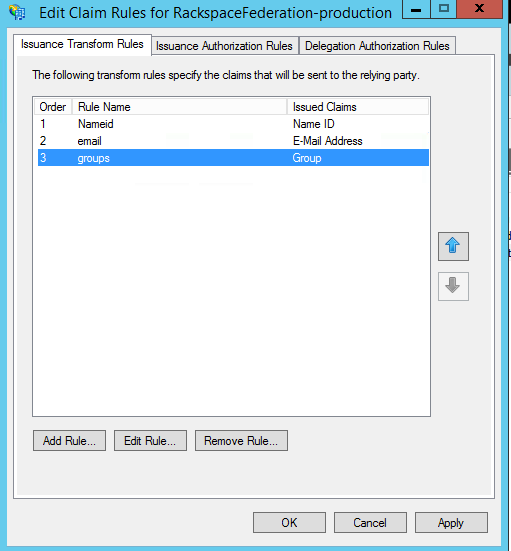 Edit Claim Rules for RackspaceFederation-production
Issuance Transform Rules Issuance Authorization Rules Delegation Authorization Rules
The following transform rules specify the claims that will be sent to the relying party.
Order Rule Name Issued Claims
1 Nameid Name ID
2 email E-Mail Address
3 groups Group
Add Rule... Edit Rule... Remove Rule...
OK Cancel Apply